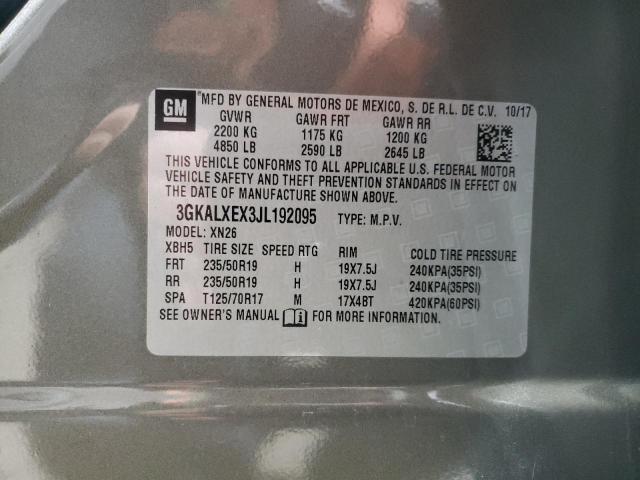 GM
®MFD BY GENERAL MOTORS DE MEXICO, S. DE R.L. DE C.V. 10/17
GVWR GAWR FRT GAWR RR
2200 KG 1175 KG 1200 KG
4850 LB 2590 LB 2645 LB
THIS VEHICLE CONFORMS TO ALL APPLICABLE U.S. FEDERAL MOTOR
VEHICLE SAFETY AND THEFT PREVENTION STANDARDS IN EFFECT ON
THE DATE OF MANUFACTURE SHOWN ABOVE.
3GKALXEX3JL192095 TYPE: M.P.V.
MODEL: XN26
XBH5 TIRE SIZE SPEED RTG RIM COLD TIRE PRESSURE
FRT 235/50R19 H 19X7.5J 240KPA(35PSI)
RR 235/50R19 H 19X7.5J 240KPA(35PSI)
SPA T125/70R17 M 17X4BT 420KPA(60PSI)
SEE OWNER'S MANUAL FOR MORE INFORMATION.